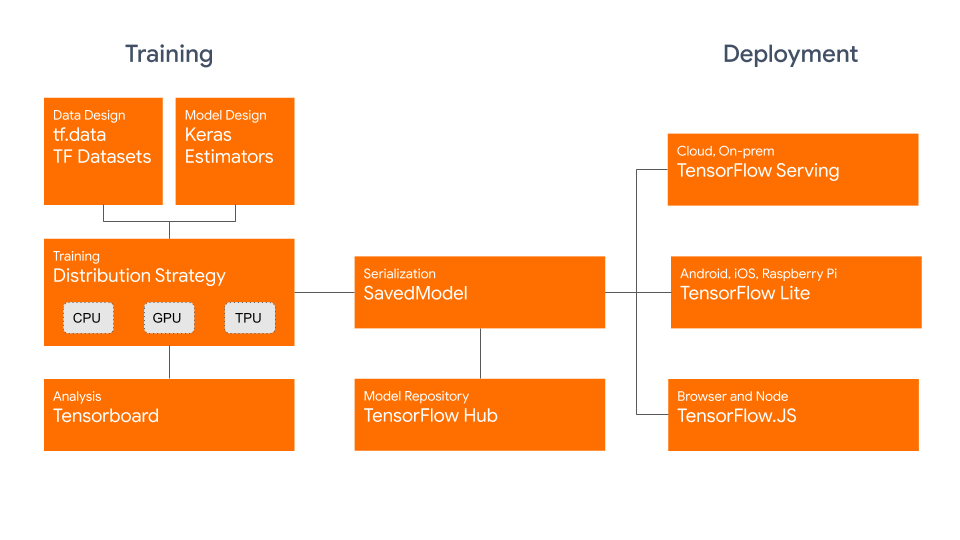 Training
Deployment
Data Design
tf.data
TF Datasets
Model Design
Keras
Estimators
Training
Distribution Strategy
CPU
GPU
TPU
Analysis
Tensorboard
Serialization
SavedModel
Model Repository
TensorFlow Hub
Cloud, On-prem
TensorFlow Serving
Android, iOS, Raspberry Pi
TensorFlow Lite
Browser and Node
TensorFlow.JS